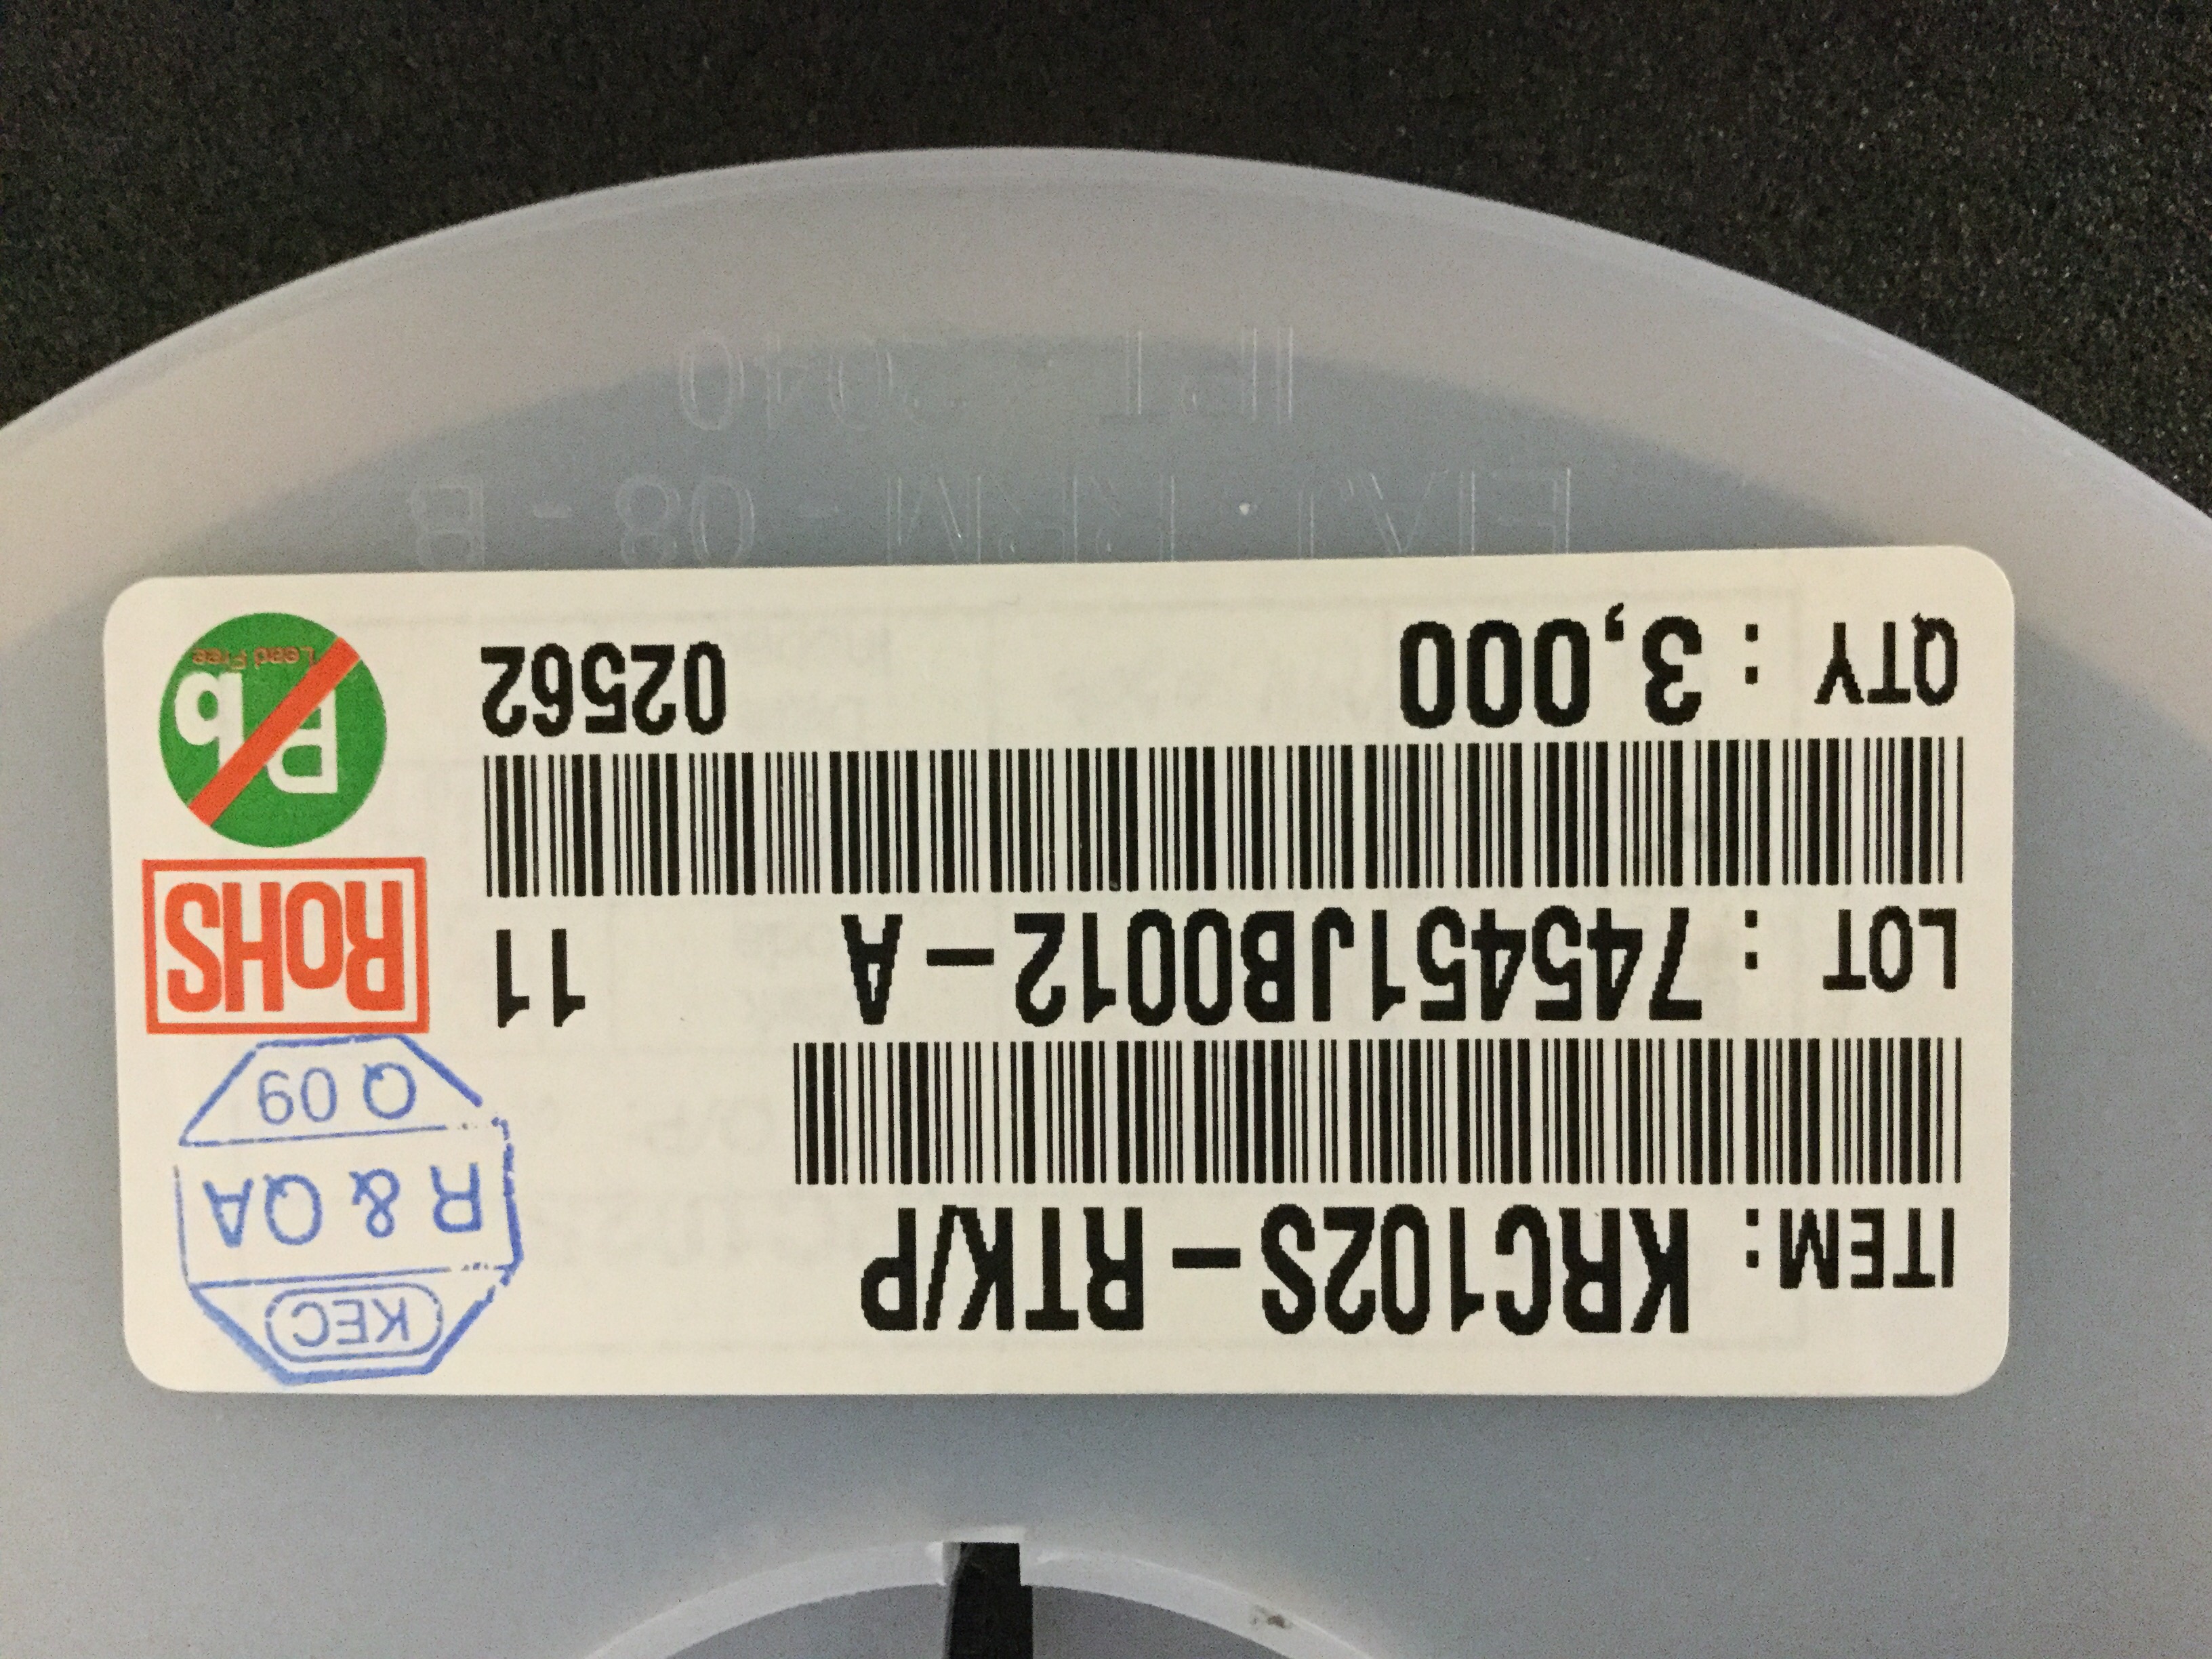 ITEM: KRC102S-RTK/P
LOT : 745451JB0012-A 11
QTY : 3,000 02562
KEC
R & QA
Q 09
RoHS
Pb
Lead Free